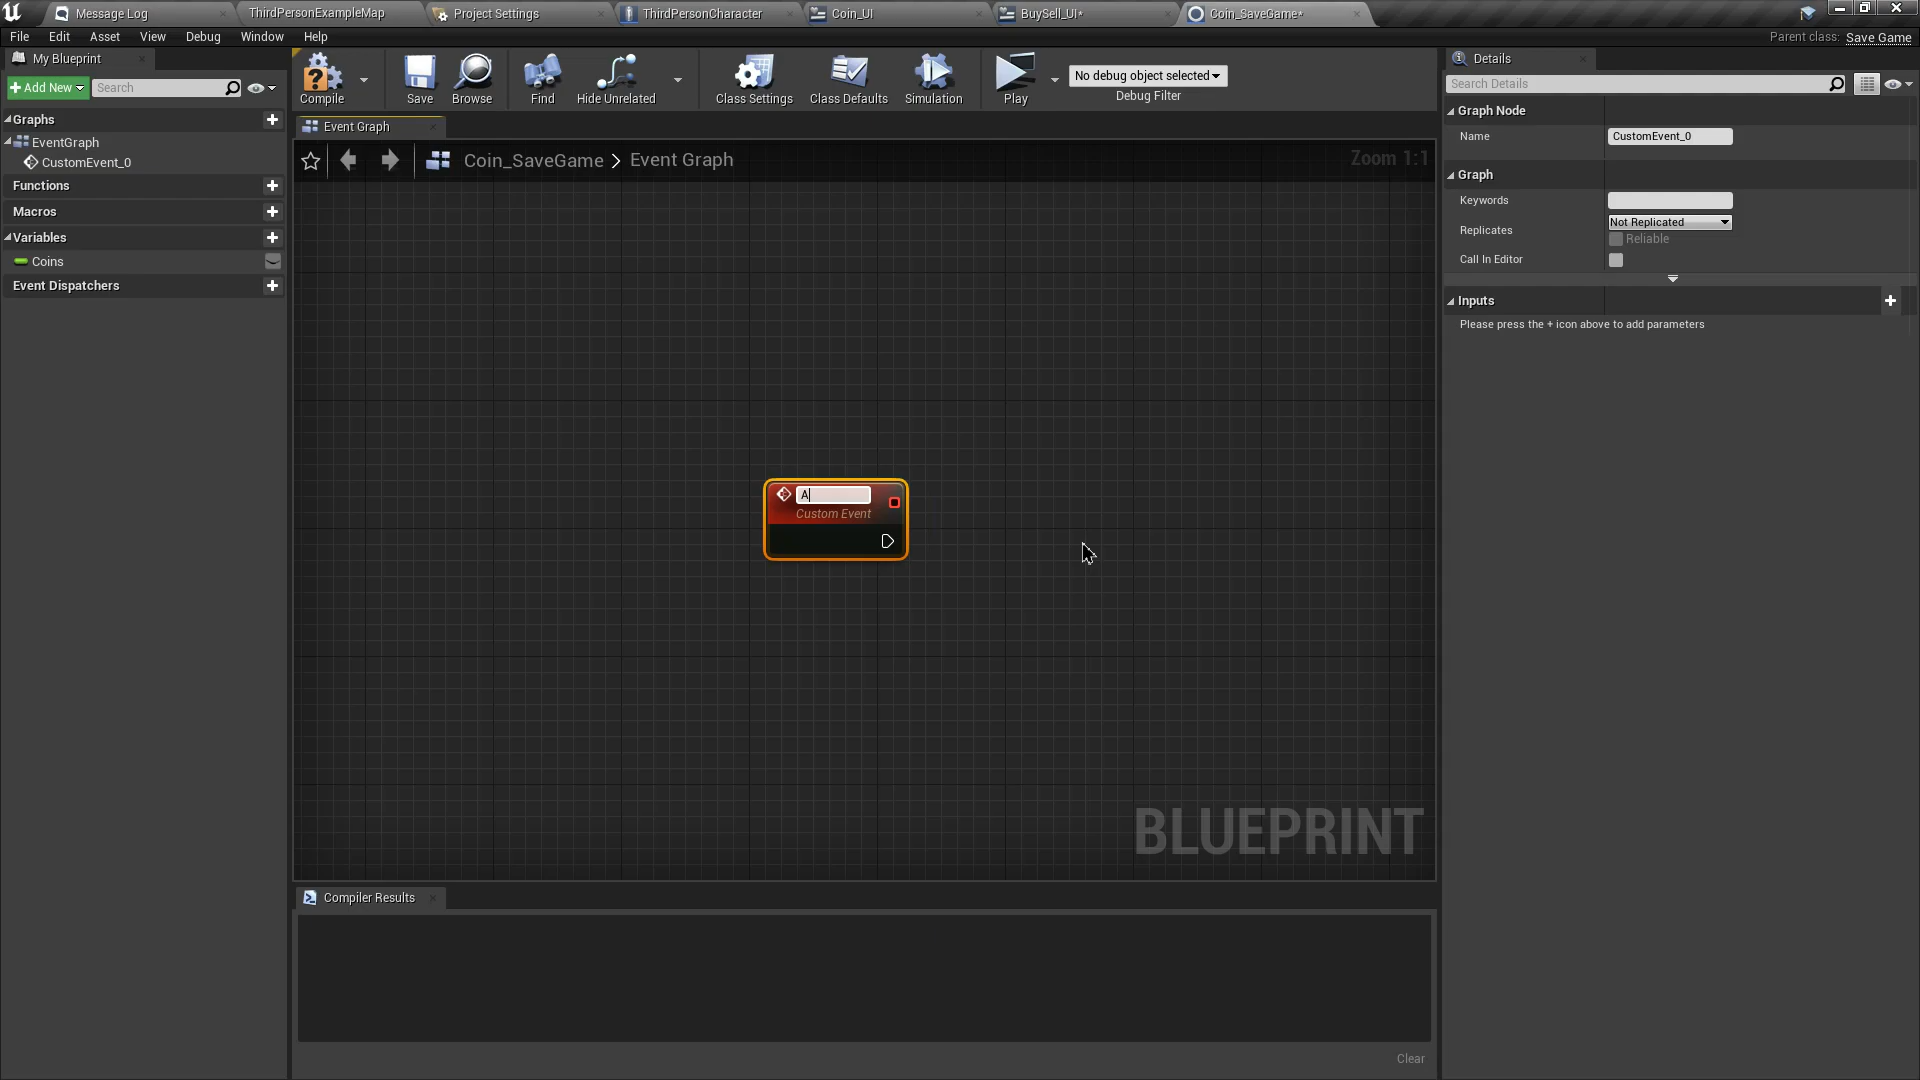 Message Log
ThirdPersonExampleMap
Project Settings
ThirdPersonCharacter
Coin_UI
BuySell_UI*
Coin_SaveGame*
File Edit Asset View Debug Window Help
Parent class: Save Game
My Blueprint
Add New
Search
Graphs
EventGraph
CustomEvent_0
Functions
Macros
Variables
Coins
Event Dispatchers
Compile
Save
Browse
Find
Hide Unrelated
Class Settings
Class Defaults
Simulation
Play
No debug object selected
Debug Filter
Event Graph
Coin_SaveGame > Event Graph
Zoom 1:1
A
Custom Event
BLUEPRINT
Compiler Results
Clear
Details
Search Details
Graph Node
Name CustomEvent_0
Graph
Keywords
Replicates Not Replicated
Reliable
Call In Editor
Inputs
Please press the + icon above to add parameters